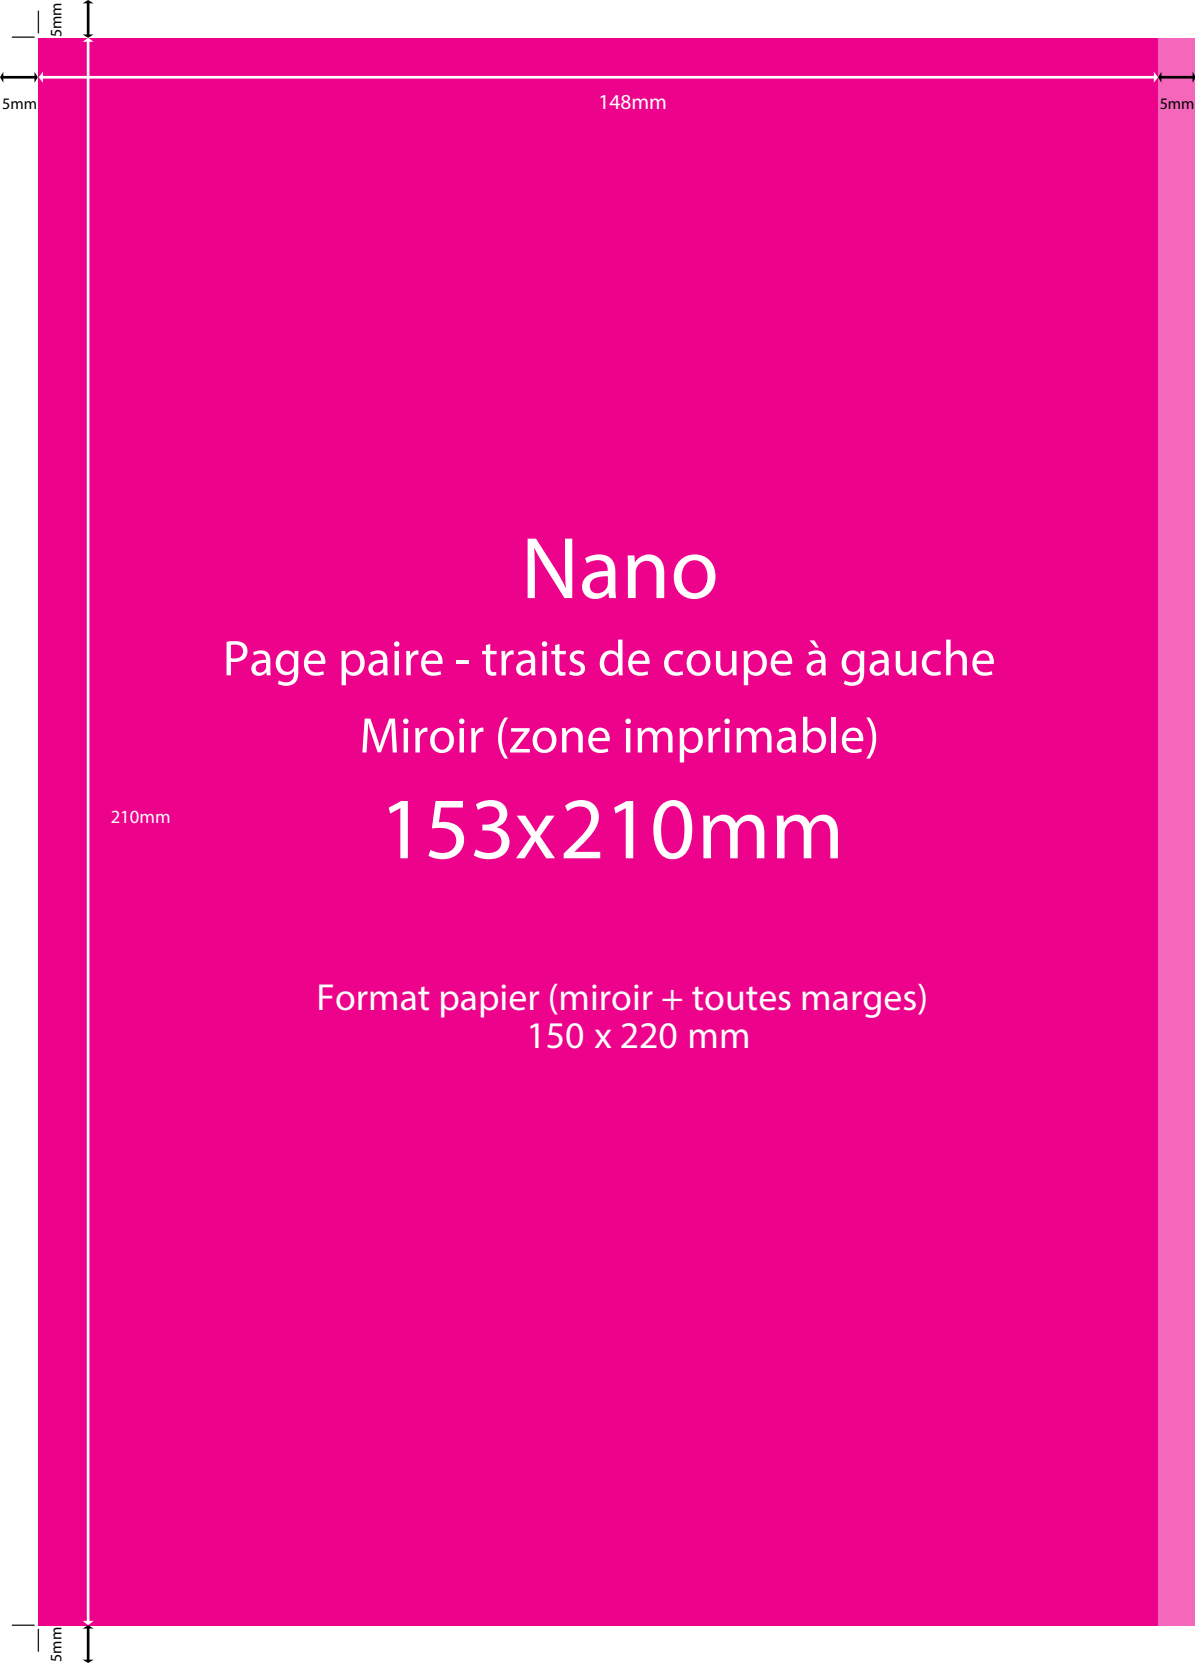 5mm
5mm
148mm
5mm
Nano
Page paire - traits de coupe à gauche
Miroir (zone imprimable)
210mm
153x210mm
Format papier (miroir + toutes marges)
150 x 220 mm
5mm